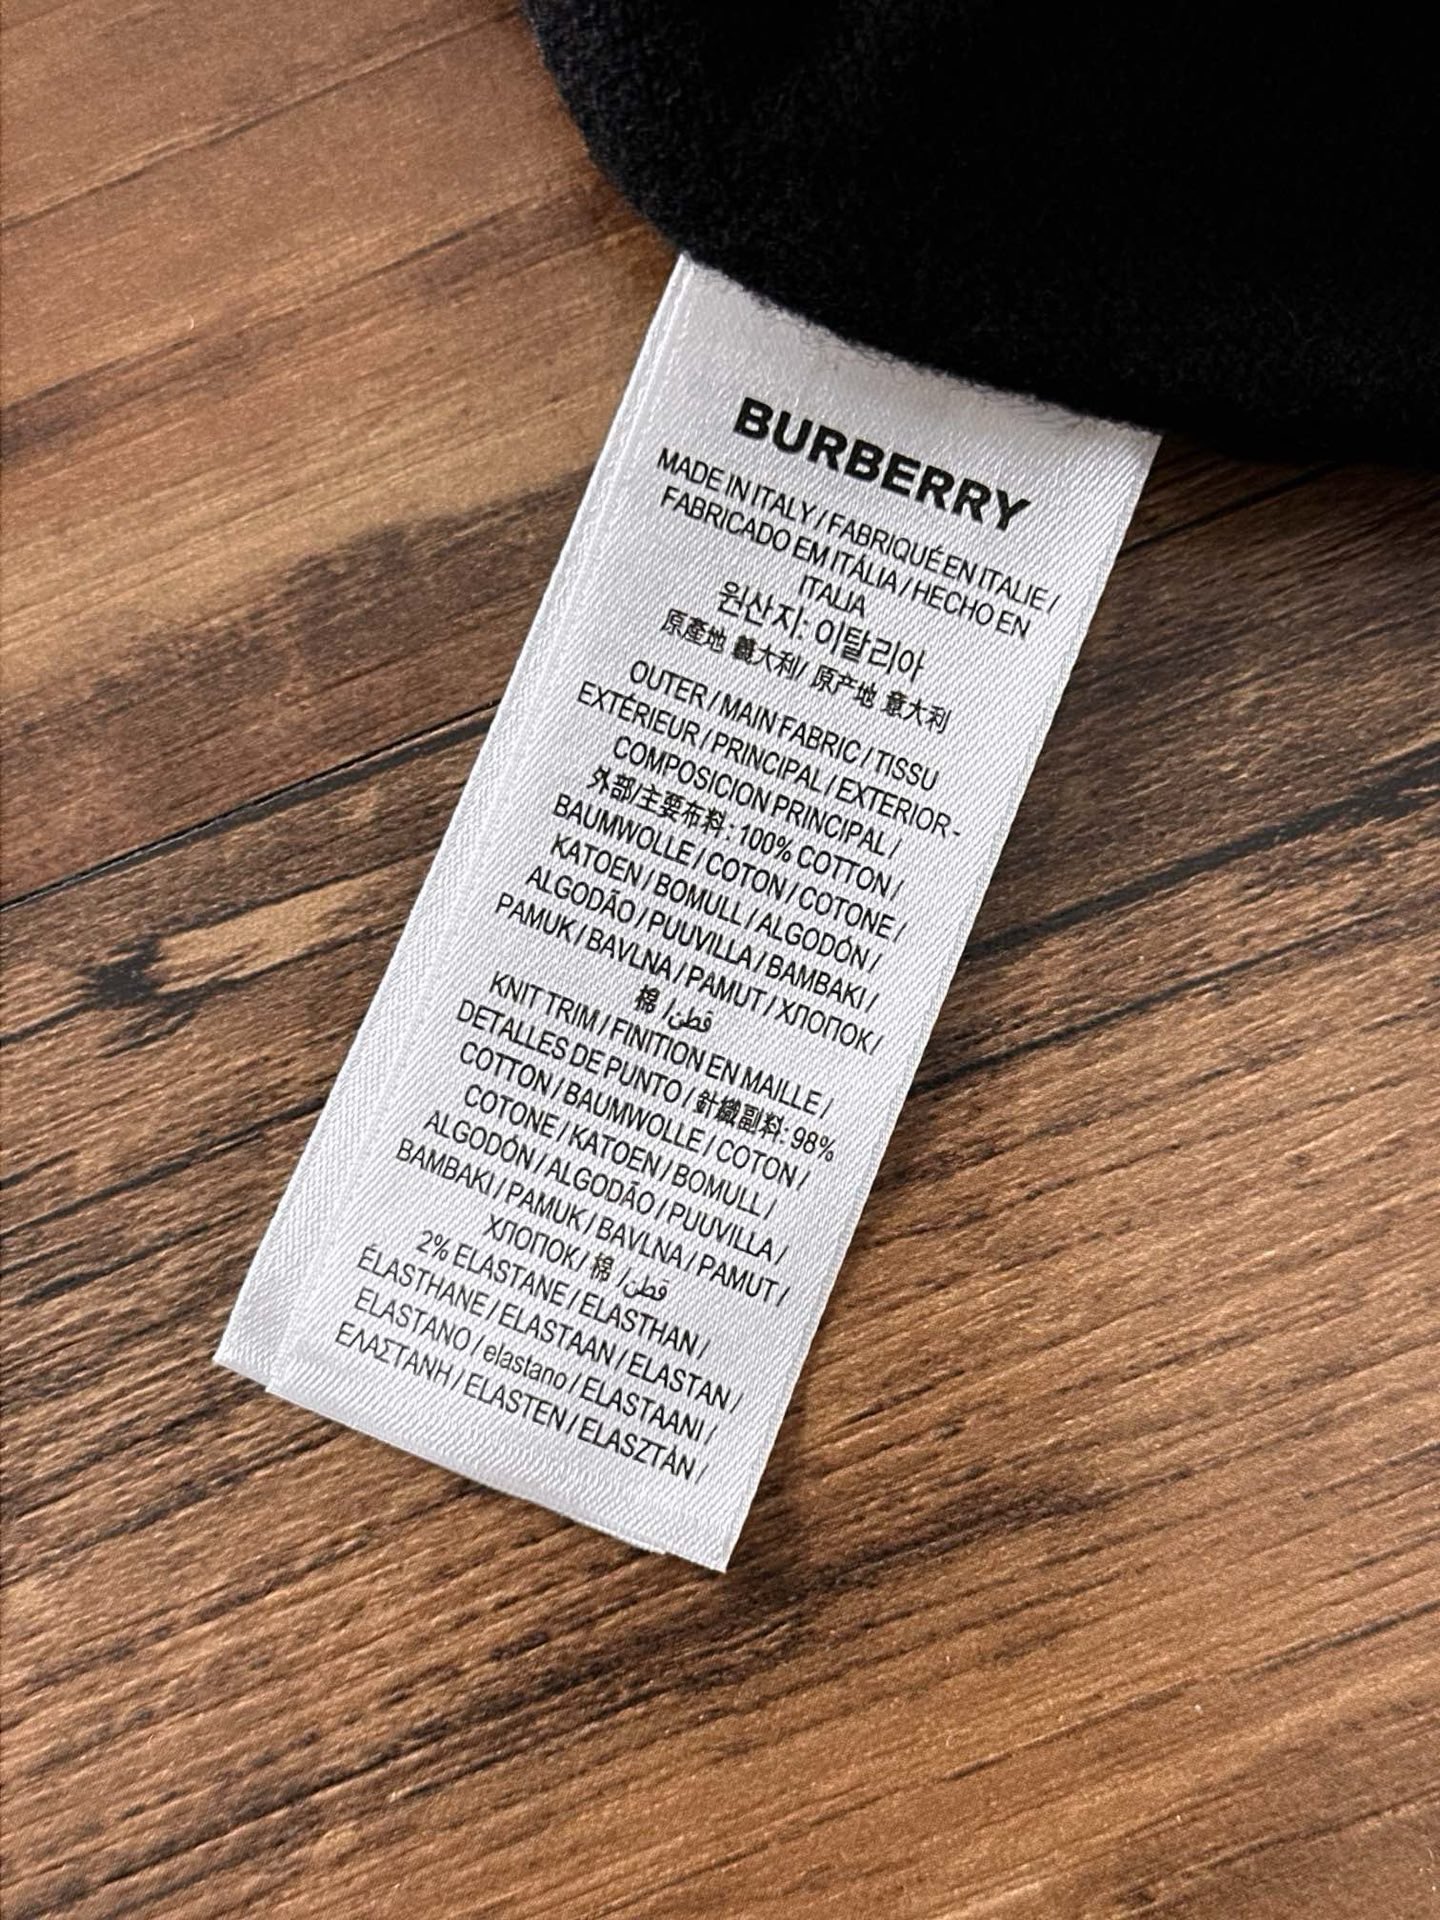 BURBERRY
MADE IN ITALY / FABRIQUÉ EN ITALIE /
FABRICADO EM ITÁLIA / HECHO EN
ITALIA
원산지: 이탈리아
原產地 義大利/ 原产地 意大利
OUTER / MAIN FABRIC / TISSU
EXTÉRIEUR / PRINCIPAL / EXTERIOR-
COMPOSICION PRINCIPAL /
外部/主要布料: 100% COTTON /
BAUMWOLLE / COTON / COTONE /
KATOEN / BOMULL / ALGODÓN /
ALGODÃO / PUUVILLA / BAMBAKI /
PAMUK / BAVLNA / PAMUT / ХЛОПОК /
棉 / قطن
KNIT TRIM / FINITION EN MAILLE /
DETALLES DE PUNTO / 針織副料: 98%
COTTON / BAUMWOLLE / COTON /
COTONE / KATOEN / BOMULL /
ALGODÓN / ALGODÃO / PUUVILLA /
BAMBAKI / PAMUK / BAVLNA / PAMUT /
ХЛОПОК / 棉 / قطن
2% ELASTANE / ELASTHAN /
ÉLASTHANE / ELASTAAN / ELASTAN /
ELASTANO / elastano / ELASTAANI /
ΕΛΑΣΤΑΝΗ / ELASTEN / ELASZTÁN /